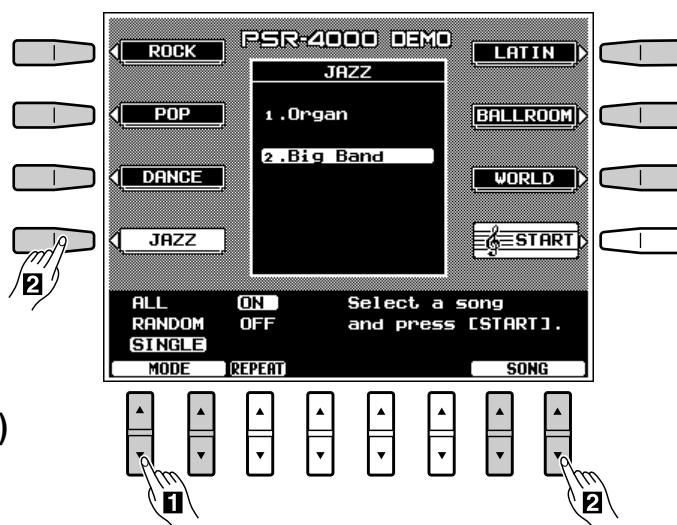 PSR-4000 DEMO
ROCK
POP
DANCE
JAZZ
JAZZ
1.Organ
2.Big Band
LATIN
BALLROOM
WORLD
START
2
ALL ON Select a song
RANDOM OFF and press [START].
SINGLE
MODE REPEAT SONG
)
1
2